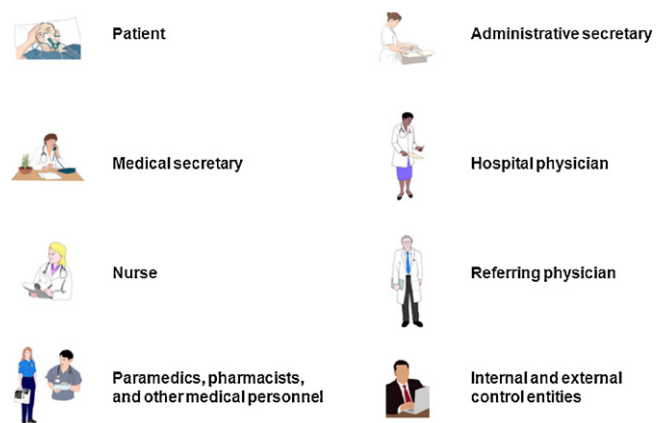 Patient
Administrative secretary
Medical secretary
Hospital physician
Nurse
Referring physician
Paramedics, pharmacists,
and other medical personnel
Internal and external
control entities